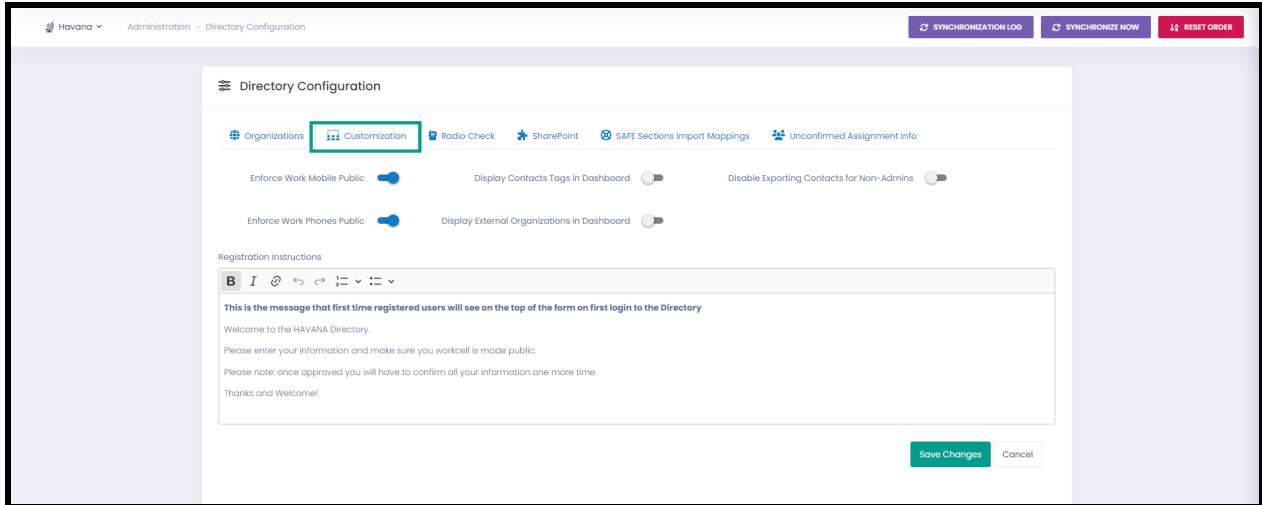 Havana
Administration - Directory Configuration
SYNCHRONIZATION LOG
SYNCHRONIZE NOW
RESET ORDER
Directory Configuration
Organizations
Customization
Radio Check
SharePoint
SAFE Sections Import Mappings
Unconfirmed Assignment Info
Enforce Work Mobile Public
Display Contacts Tags in Dashboard
Disable Exporting Contacts for Non-Admins
Enforce Work Phones Public
Display External Organizations in Dashboard
Registration Instructions
This is the message that first time registered users will see on the top of the form on first login to the Directory
Welcome to the HAVANA Directory.
Please enter your information and make sure you workcell is made public.
Please note: once approved you will have to confirm all your information one more time.
Thanks and Welcome!
Save Changes
Cancel